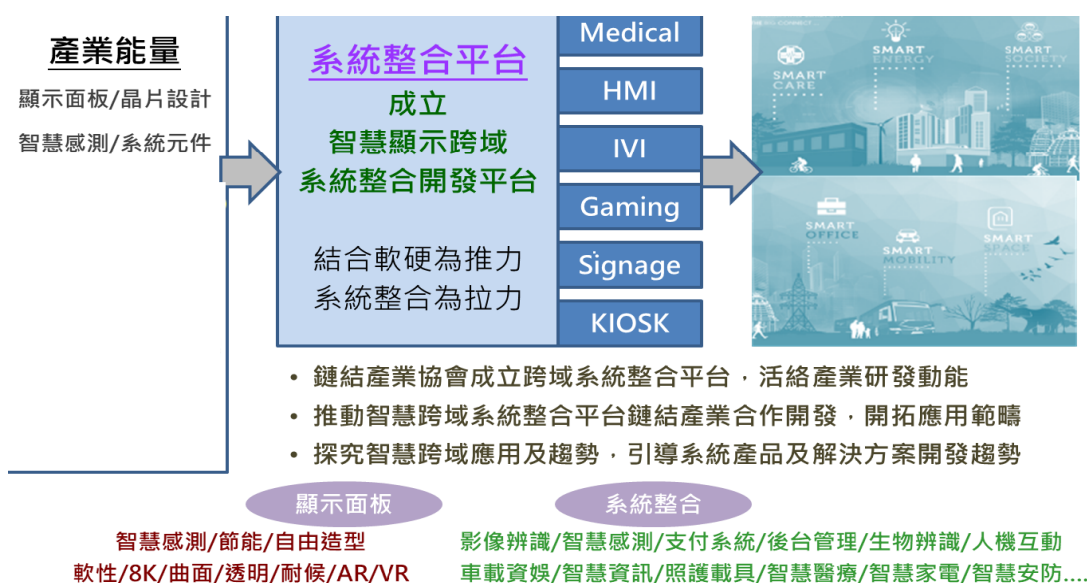 產業能量
顯示面板/晶片設計
智慧感測/系統元件
系統整合平台
成立
智慧顯示跨域
系統整合開發平台
結合軟硬為推力
系統整合為拉力
Medical
HMI
IVI
Gaming
Signage
KIOSK
SMART
CARE
SMART
ENERGY
SMART
SOCIETY
SMART
OFFICE
SMART
MOBILITY
SMART
SPACE
• 鏈結產業協會成立跨域系統整合平台，活絡產業研發動能
• 推動智慧跨域系統整合平台鏈結產業合作開發，開拓應用範疇
• 探究智慧跨域應用及趨勢，引導系統產品及解決方案開發趨勢
顯示面板
智慧感測/節能/自由造型
軟性/8K/曲面/透明/耐候/AR/VR
系統整合
影像辨識/智慧感測/支付系統/後台管理/生物辨識/人機互動
車載資娛/智慧資訊/照護載具/智慧醫療/智慧家電/智慧安防...